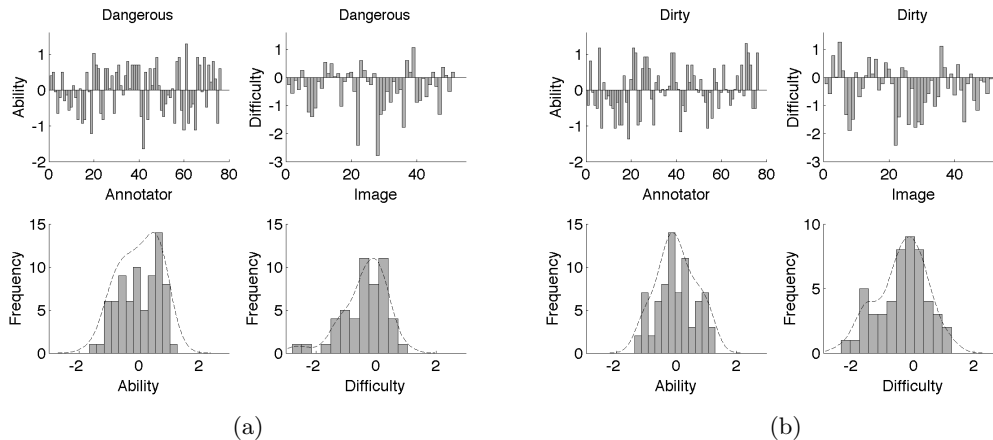 Dangerous
Dangerous
Dirty
Dirty
Ability
1
0
-1
-2
0 20 40 60 80
Annotator
Difficulty
1
0
-1
-2
-3
0 20 40
Image
Ability
1
0
-1
-2
0 20 40 60 80
Annotator
Difficulty
1
0
-1
-2
-3
0 20 40
Image
Frequency
15
10
5
0
-2 0 2
Ability
Frequency
15
10
5
0
-2 0 2
Difficulty
Frequency
15
10
5
0
-2 0 2
Ability
Frequency
10
5
0
-2 0 2
Difficulty
(a)
(b)